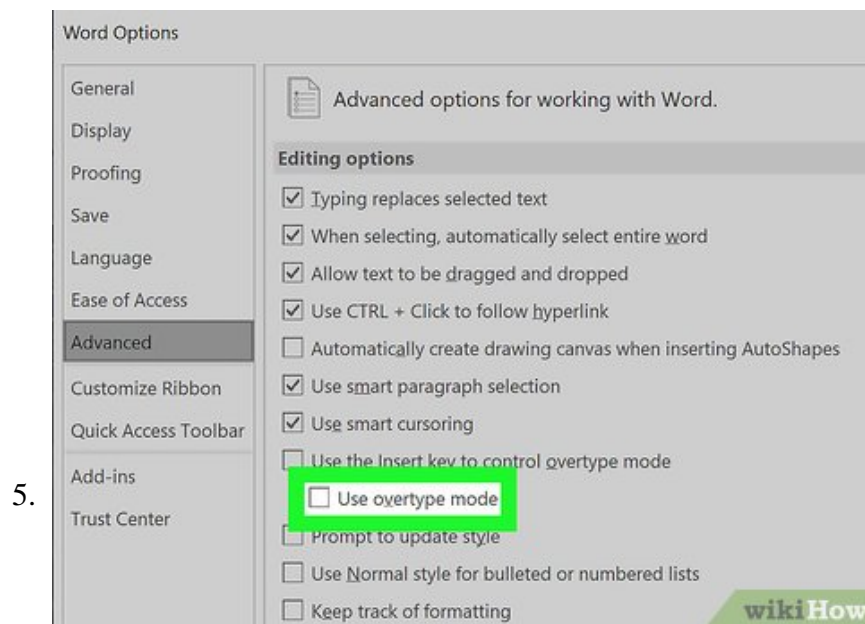 Word Options
General
Display
Proofing
Save
Language
Ease of Access
Advanced
Customize Ribbon
Quick Access Toolbar
Add-ins
Trust Center
Advanced options for working with Word.
Editing options
Typing replaces selected text
When selecting, automatically select entire word
Allow text to be dragged and dropped
Use CTRL + Click to follow hyperlink
Automatically create drawing canvas when inserting AutoShapes
Use smart paragraph selection
Use smart cursoring
Use the Insert key to control overtype mode
Use overtype mode
Prompt to update style
Use Normal style for bulleted or numbered lists
Keep track of formatting
5.
wikiHow